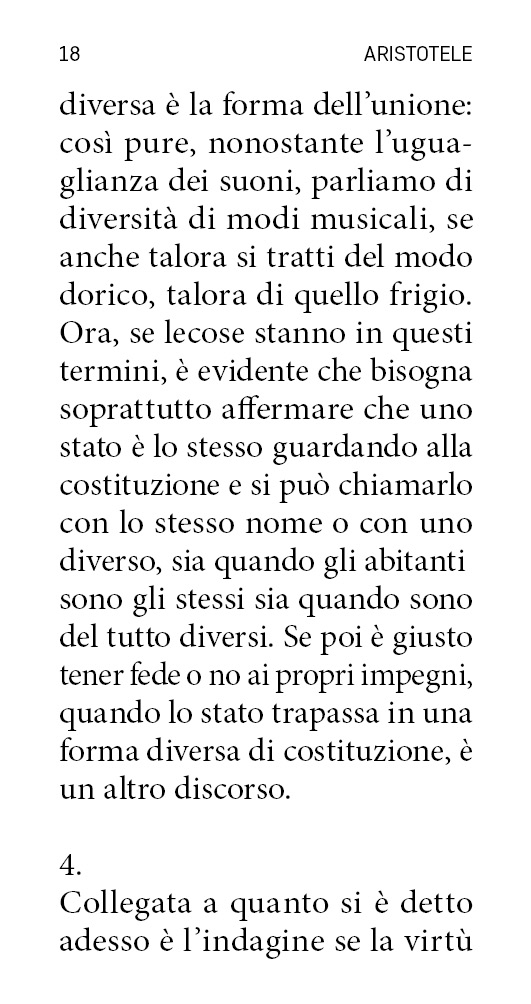 18 ARISTOTELE
diversa è la forma dell’unione:
così pure, nonostante l’ugua-
glianza dei suoni, parliamo di
diversità di modi musicali, se
anche talora si tratti del modo
dorico, talora di quello frigio.
Ora, se lecose stanno in questi
termini, è evidente che bisogna
soprattutto affermare che uno
stato è lo stesso guardando alla
costituzione e si può chiamarlo
con lo stesso nome o con uno
diverso, sia quando gli abitanti
sono gli stessi sia quando sono
del tutto diversi. Se poi è giusto
tener fede o no ai propri impegni,
quando lo stato trapassa in una
forma diversa di costituzione, è
un altro discorso.
4.
Collegata a quanto si è detto
adesso è l’indagine se la virtù